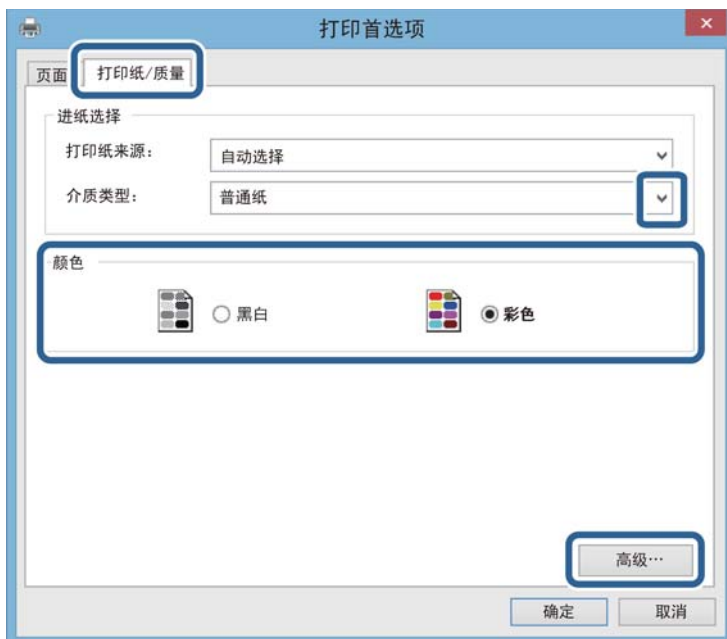 打印首选项
页面 打印纸/质量
进纸选择
打印纸来源： 自动选择
介质类型： 普通纸
颜色
黑白 彩色
高级…
确定 取消